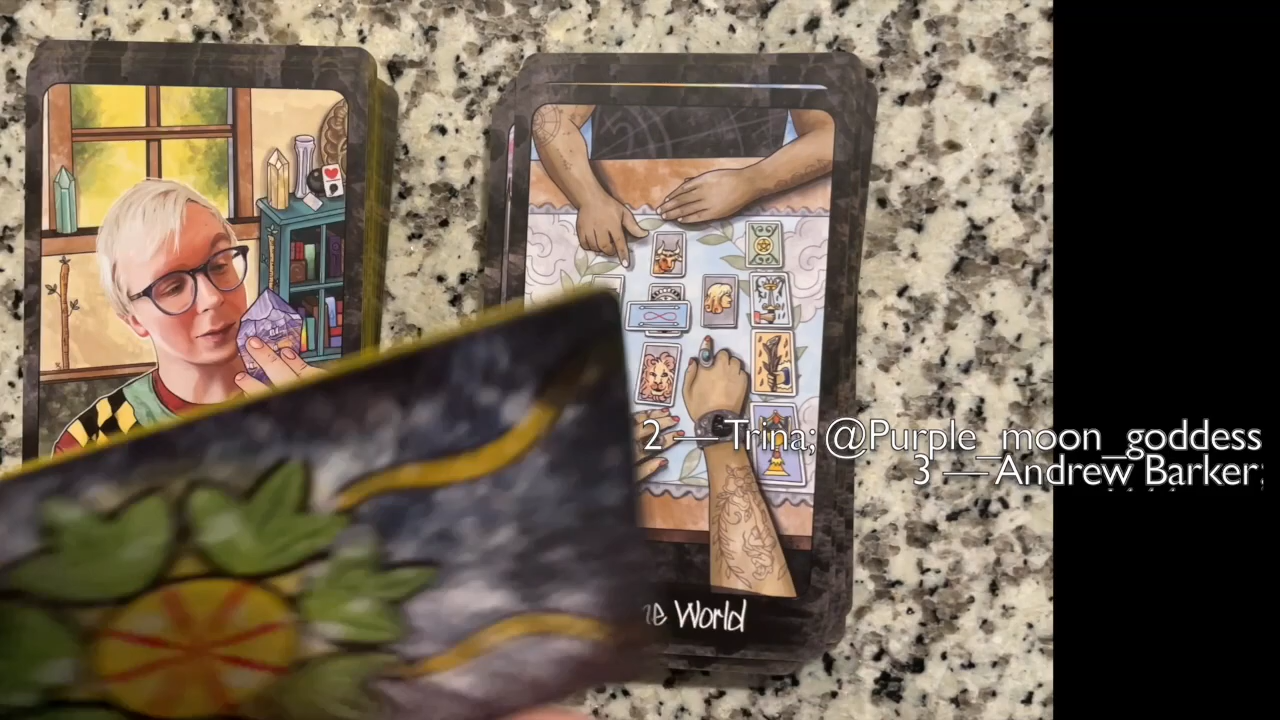 2 — Trina; @Purple_moon_goddess
3 — Andrew Barker;
World